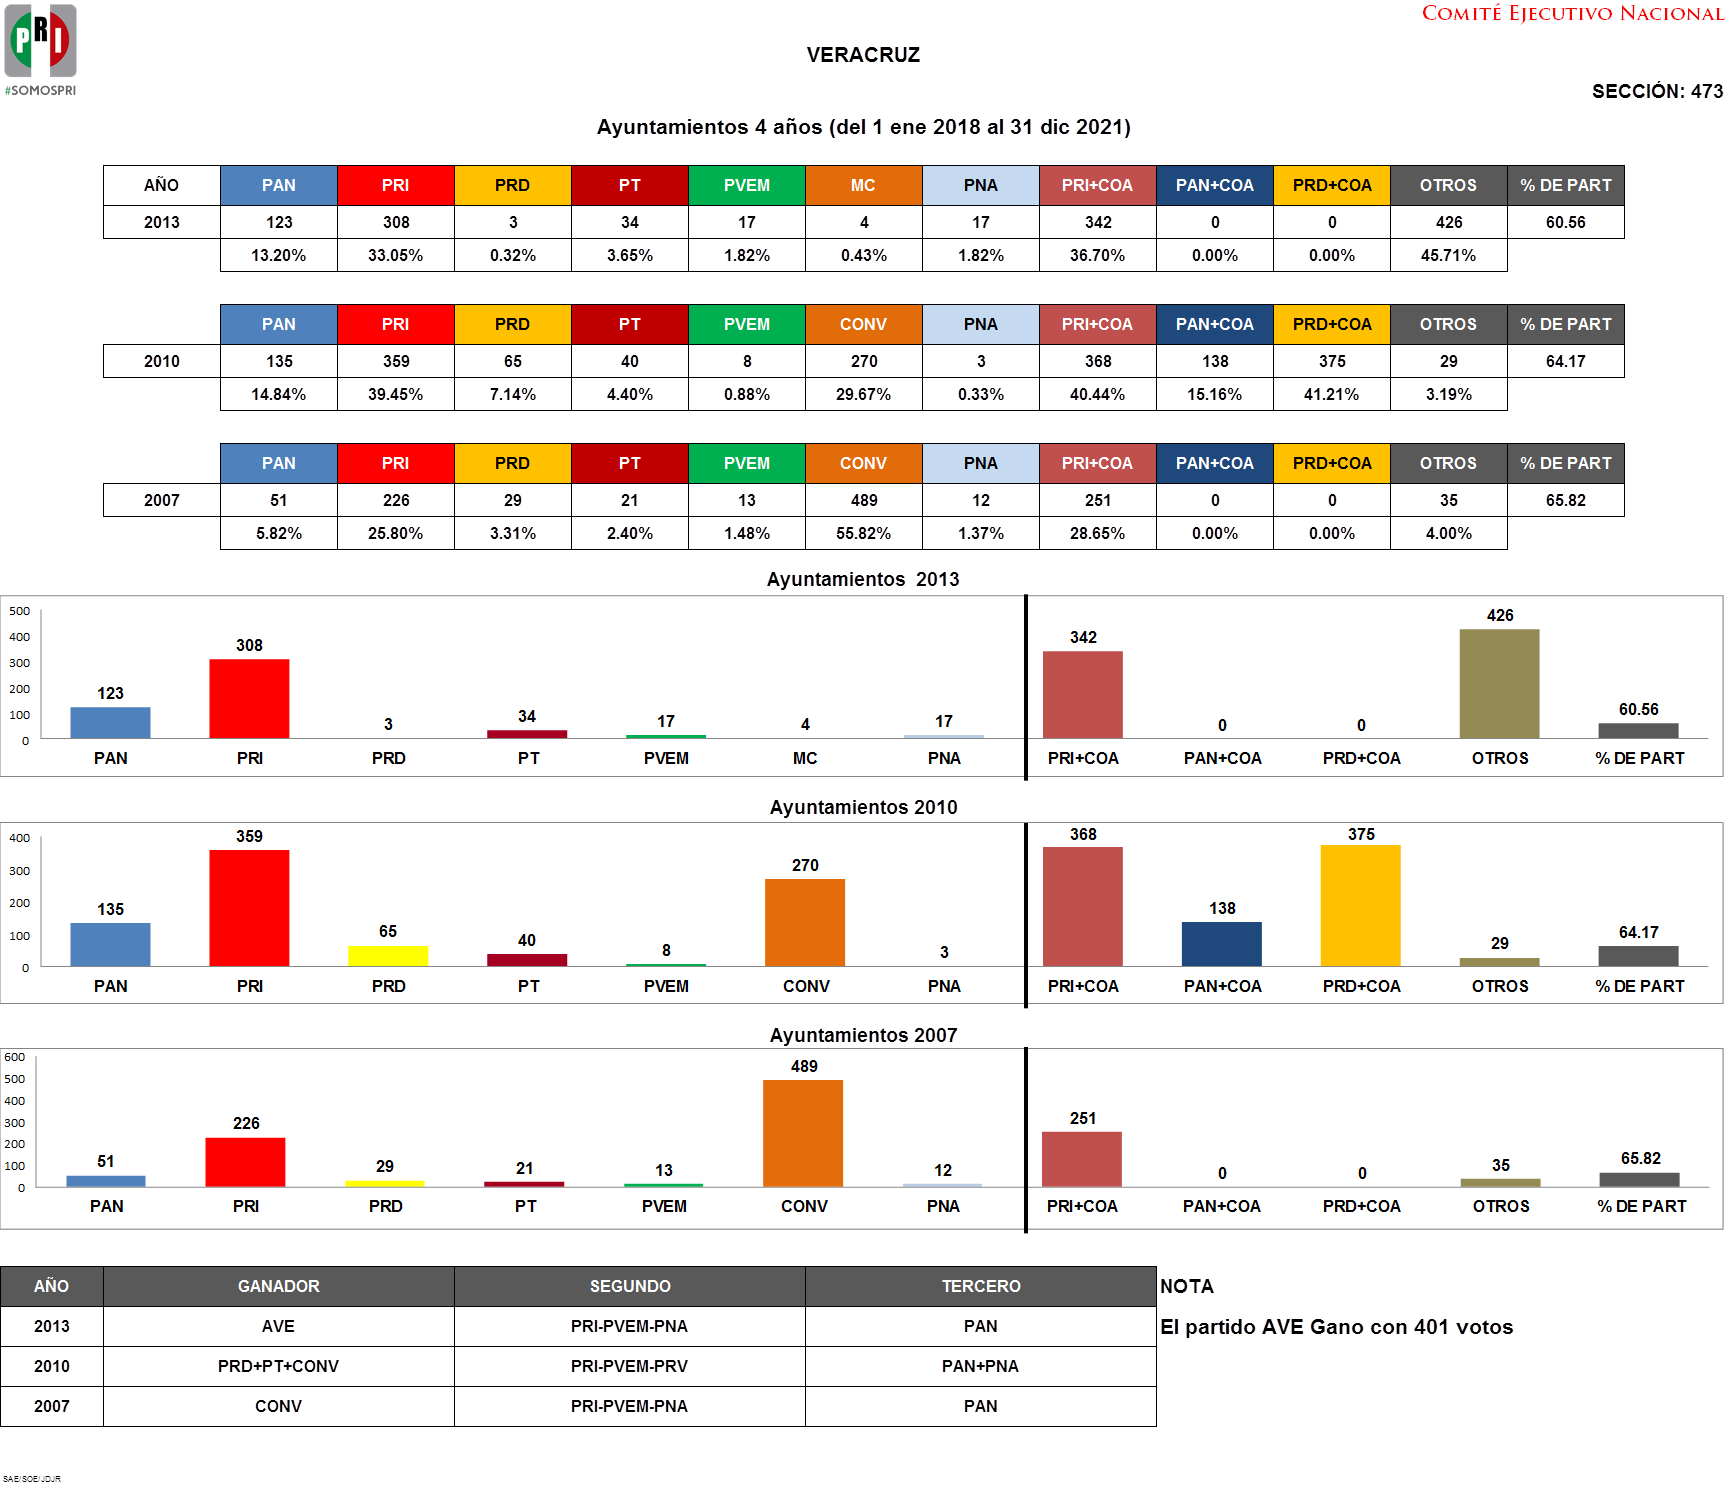 PRI
#SOMOSPRI
COMITÉ EJECUTIVO NACIONAL
VERACRUZ
SECCIÓN: 473
Ayuntamientos 4 años (del 1 ene 2018 al 31 dic 2021)
AÑO PAN PRI PRD PT PVEM MC PNA PRI+COA PAN+COA PRD+COA OTROS % DE PART
2013 123 308 3 34 17 4 17 342 0 0 426 60.56
13.20% 33.05% 0.32% 3.65% 1.82% 0.43% 1.82% 36.70% 0.00% 0.00% 45.71%
PAN PRI PRD PT PVEM CONV PNA PRI+COA PAN+COA PRD+COA OTROS % DE PART
2010 135 359 65 40 8 270 3 368 138 375 29 64.17
14.84% 39.45% 7.14% 4.40% 0.88% 29.67% 0.33% 40.44% 15.16% 41.21% 3.19%
PAN PRI PRD PT PVEM CONV PNA PRI+COA PAN+COA PRD+COA OTROS % DE PART
2007 51 226 29 21 13 489 12 251 0 0 35 65.82
5.82% 25.80% 3.31% 2.40% 1.48% 55.82% 1.37% 28.65% 0.00% 0.00% 4.00%
Ayuntamientos 2013
500
400
300
200
100
0
123 308 3 34 17 4 17 342 0 0 426 60.56
PAN PRI PRD PT PVEM MC PNA PRI+COA PAN+COA PRD+COA OTROS % DE PART
Ayuntamientos 2010
400
300
200
100
0
135 359 65 40 8 270 3 368 138 375 29 64.17
PAN PRI PRD PT PVEM CONV PNA PRI+COA PAN+COA PRD+COA OTROS % DE PART
Ayuntamientos 2007
600
500
400
300
200
100
0
51 226 29 21 13 489 12 251 0 0 35 65.82
PAN PRI PRD PT PVEM CONV PNA PRI+COA PAN+COA PRD+COA OTROS % DE PART
AÑO GANADOR SEGUNDO TERCERO NOTA
2013 AVE PRI-PVEM-PNA PAN El partido AVE Gano con 401 votos
2010 PRD+PT+CONV PRI-PVEM-PRV PAN+PNA
2007 CONV PRI-PVEM-PNA PAN
SAE/SOE/JDJR